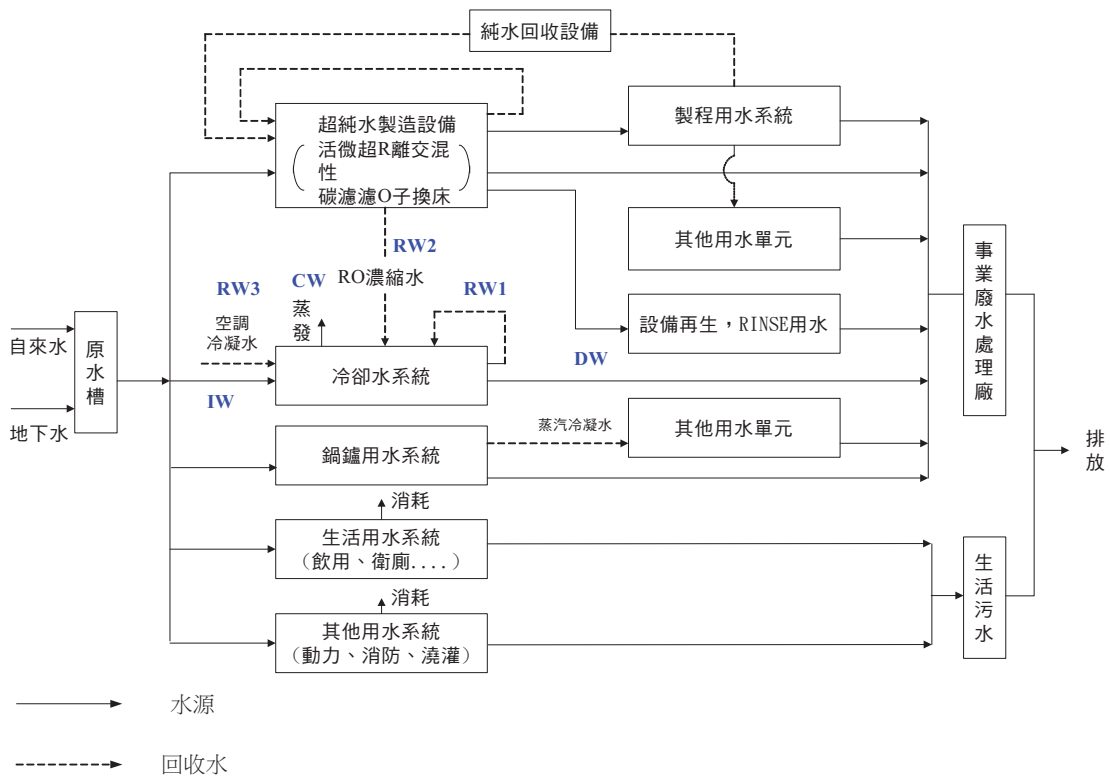 純水回收設備
超純水製造設備
活微超R離交混
性
碳濾濾O子換床
製程用水系統
其他用水單元
RW2
RO濃縮水
CW
蒸發
RW1
RW3
空調
冷凝水
設備再生，RINSE用水
自來水
地下水
原水槽
IW
冷卻水系統
DW
蒸汽冷凝水
其他用水單元
鍋鑪用水系統
消耗
生活用水系統
（飲用、衛廁....）
消耗
其他用水系統
（動力、消防、澆灌）
事業廢水處理廠
生活污水
排放
水源
回收水